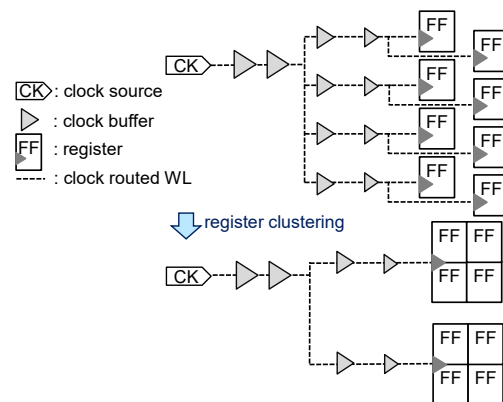 FF
FF
CK
FF
FF
CK : clock source
: clock buffer
FF : register
FF
FF
FF
FF
: clock routed WL
register clustering
CK
FF FF
FF FF
FF FF
FF FF